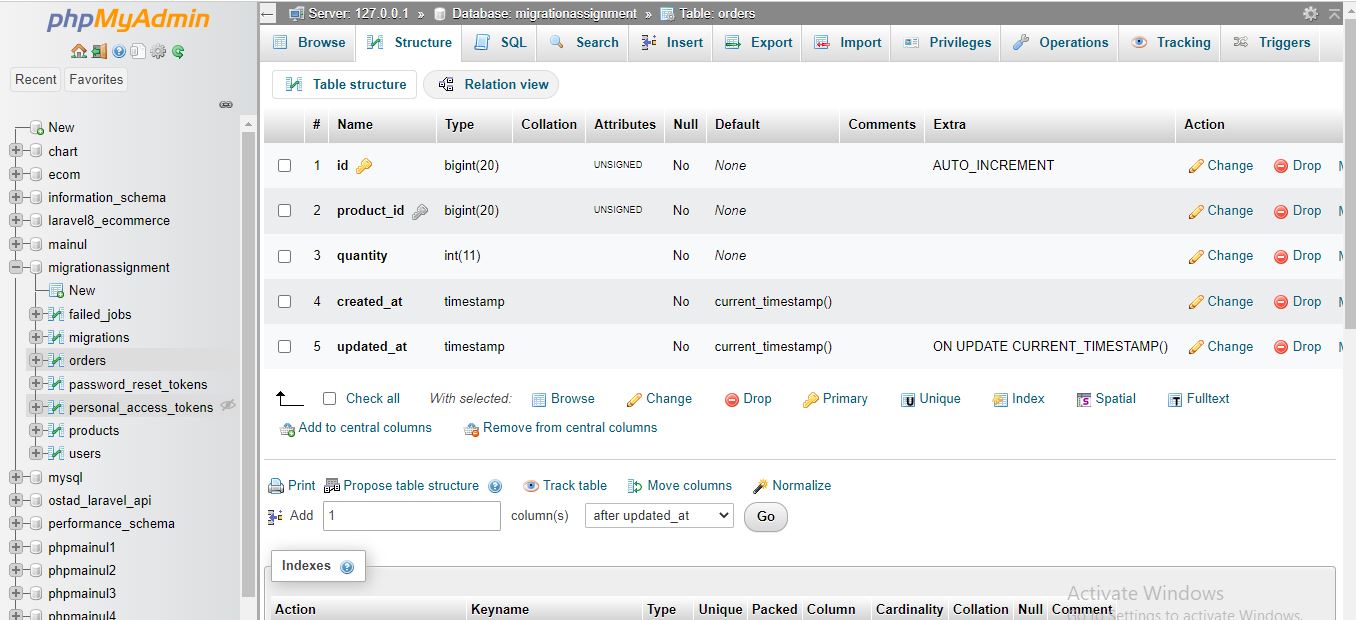 phpMyAdmin
Recent Favorites
New
chart
ecom
information_schema
laravel8_ecommerce
mainul
migrationassignment
New
failed_jobs
migrations
orders
password_reset_tokens
personal_access_tokens
products
users
mysql
ostad_laravel_api
performance_schema
phpmainul1
phpmainul2
phpmainul3
phpmainul4
Server: 127.0.0.1 » Database: migrationassignment » Table: orders
Browse Structure SQL Search Insert Export Import Privileges Operations Tracking Triggers
Table structure Relation view
# Name Type Collation Attributes Null Default Comments Extra Action
1 id bigint(20) UNSIGNED No None AUTO_INCREMENT Change Drop
2 product_id bigint(20) UNSIGNED No None Change Drop
3 quantity int(11) No None Change Drop
4 created_at timestamp No current_timestamp() Change Drop
5 updated_at timestamp No current_timestamp() ON UPDATE CURRENT_TIMESTAMP() Change Drop
Check all With selected: Browse Change Drop Primary Unique Index Spatial Fulltext
Add to central columns Remove from central columns
Print Propose table structure Track table Move columns Normalize
Add 1 column(s) after updated_at Go
Indexes
Action Keyname Type Unique Packed Column Cardinality Collation Null Comment
Activate Windows
Go to Settings to activate Windows.